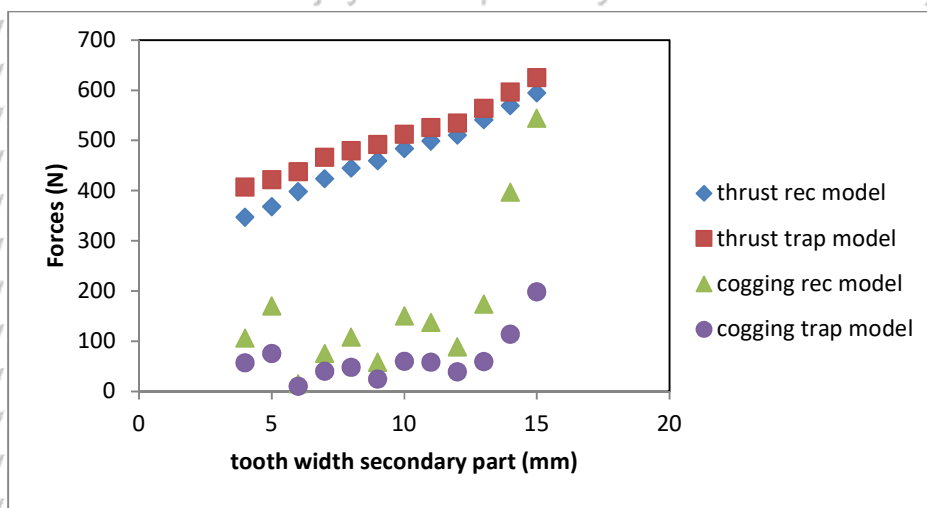 700
600
500
400
300
200
100
0
0 5 10 15 20
Forces (N)
tooth width secondary part (mm)
thrust rec model
thrust trap model
cogging rec model
cogging trap model